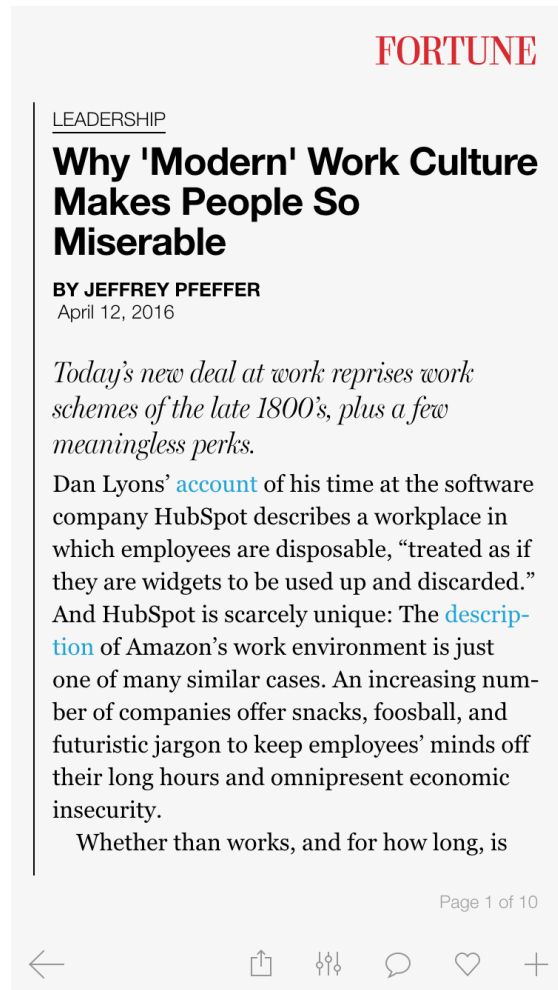 FORTUNE
LEADERSHIP
Why 'Modern' Work Culture
Makes People So
Miserable
BY JEFFREY PFEFFER
April 12, 2016
Today’s new deal at work reprises work
schemes of the late 1800’s, plus a few
meaningless perks.
Dan Lyons’ account of his time at the software
company HubSpot describes a workplace in
which employees are disposable, “treated as if
they are widgets to be used up and discarded.”
And HubSpot is scarcely unique: The descrip-
tion of Amazon’s work environment is just
one of many similar cases. An increasing num-
ber of companies offer snacks, foosball, and
futuristic jargon to keep employees’ minds off
their long hours and omnipresent economic
insecurity.
Whether than works, and for how long, is
Page 1 of 10